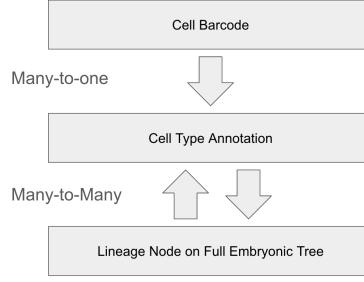 Cell Barcode
Many-to-one
Cell Type Annotation
Many-to-Many
Lineage Node on Full Embryonic Tree